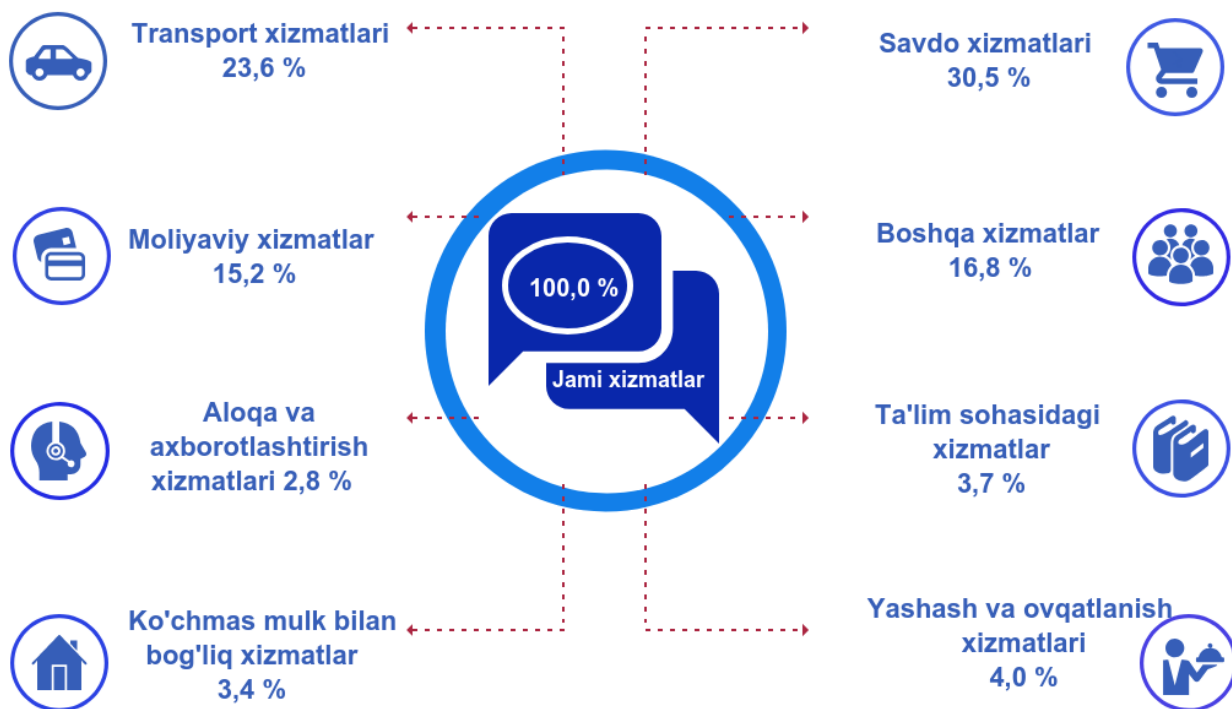 Transport xizmatlari
23,6 %
Savdo xizmatlari
30,5 %
Moliyaviy xizmatlar
15,2 %
Boshqa xizmatlar
16,8 %
100,0 %
Jami xizmatlar
Aloqa va
axborotlashtirish
xizmatlari 2,8 %
Ta'lim sohasidagi
xizmatlar
3,7 %
Ko'chmas mulk bilan
bog'liq xizmatlar
3,4 %
Yashash va ovqatlanish
xizmatlari
4,0 %